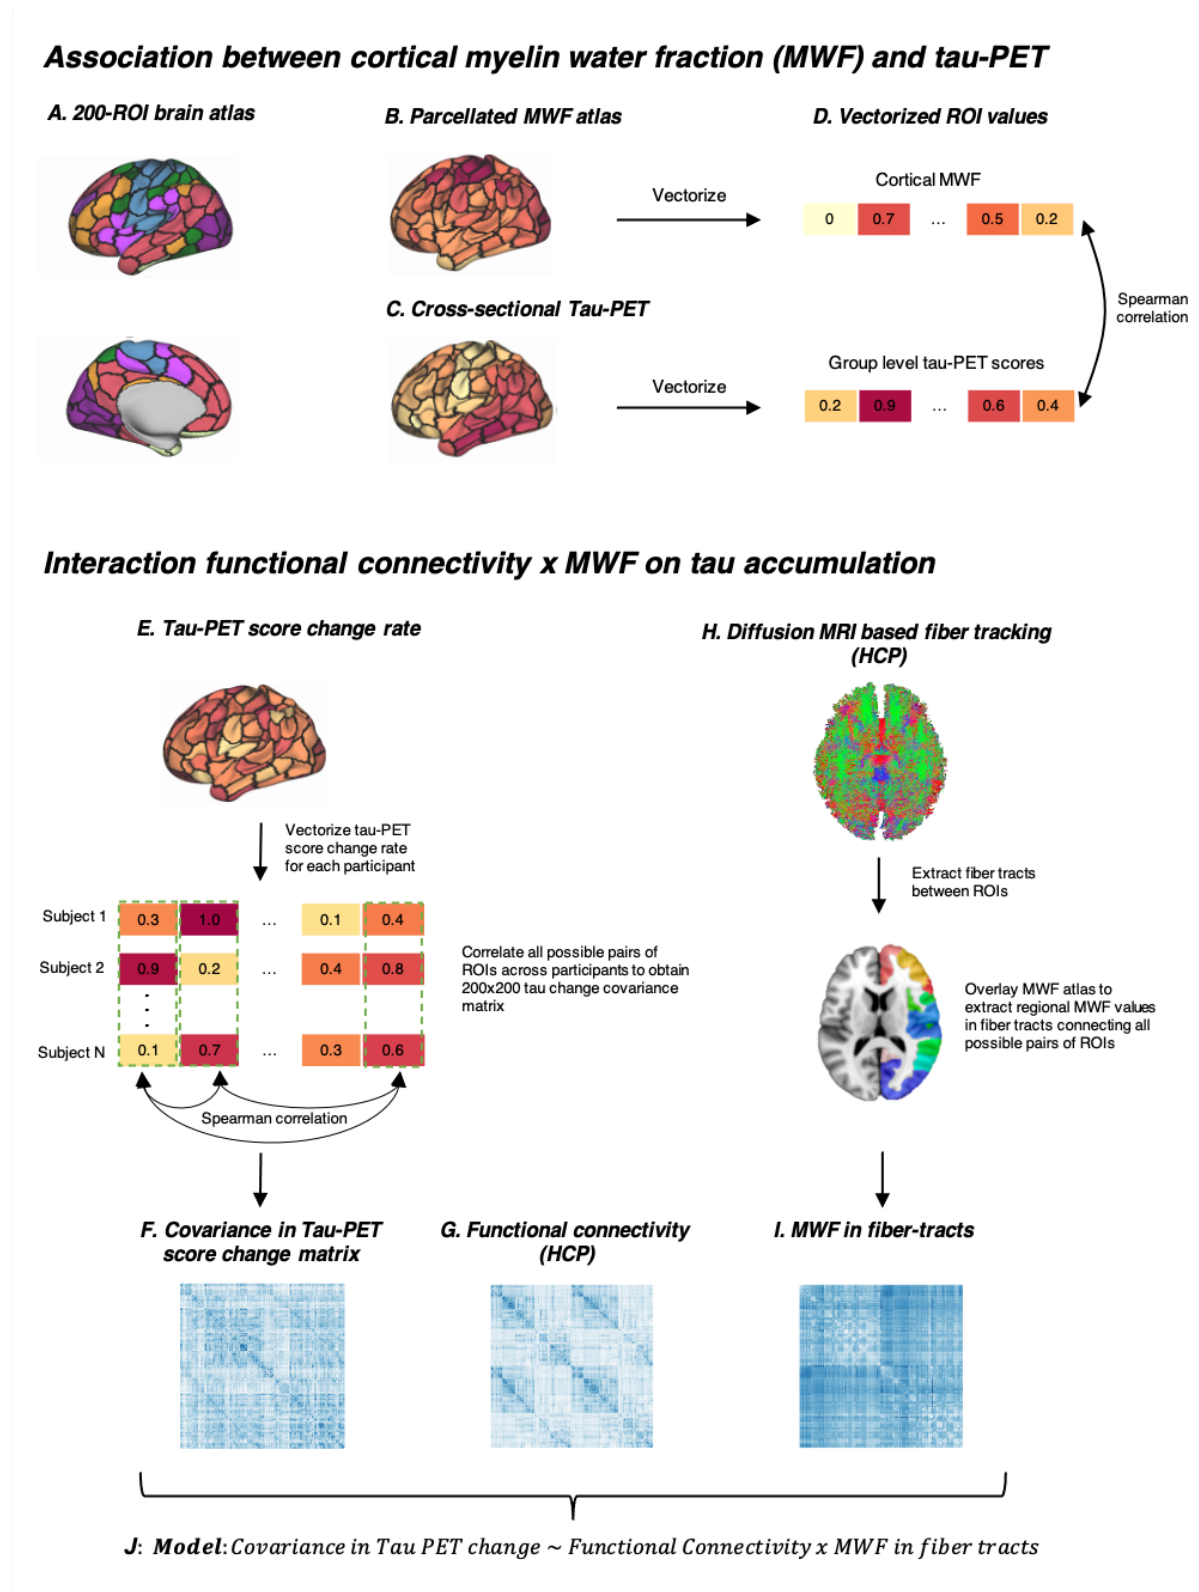 Association between cortical myelin water fraction (MWF) and tau-PET
A. 200-ROI brain atlas
B. Parcellated MWF atlas
D. Vectorized ROI values
Vectorize
Cortical MWF
0 0.7 ... 0.5 0.2
C. Cross-sectional Tau-PET
Spearman
correlation
Vectorize
Group level tau-PET scores
0.2 0.9 ... 0.6 0.4
Interaction functional connectivity x MWF on tau accumulation
E. Tau-PET score change rate
Vectorize tau-PET
score change rate
for each participant
Subject 1 0.3 1.0 ... 0.1 0.4
Subject 2 0.9 0.2 ... 0.4 0.8
Subject N 0.1 0.7 ... 0.3 0.6
Spearman correlation
Correlate all possible pairs of
ROIs across participants to obtain
200x200 tau change covariance
matrix
H. Diffusion MRI based fiber tracking
(HCP)
Extract fiber tracts
between ROIs
Overlay MWF atlas to
extract regional MWF values
in fiber tracts connecting all
possible pairs of ROIs
F. Covariance in Tau-PET
score change matrix
G. Functional connectivity
(HCP)
I. MWF in fiber-tracts
J: Model: Covariance in Tau PET change ~ Functional Connectivity x MWF in fiber tracts